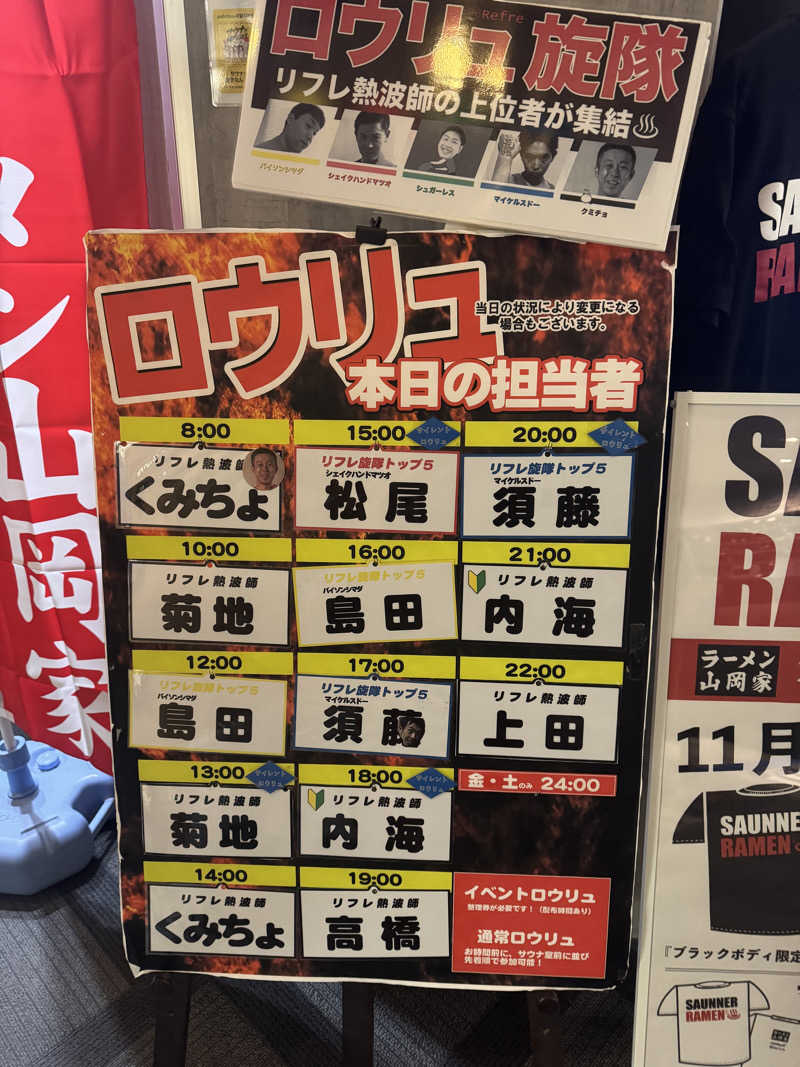 Refre
ロウリュ旋隊
リフレ熱波師の上位者が集結
バイソンシマダ
シェイクハンドマツオ
シュガーレス
マイケルスドー
クミチョ
ロウリュ
当日の状況により変更になる
場合もございます。
本日の担当者
8:00
リフレ熱波
くみちょ
10:00
リフレ熱波師
菊地
12:00
リフレ旋隊トップ5
バイソンシマダ
島田
13:00
サイレント
ロウリュ
リフレ熱波師
菊地
14:00
リフレ熱波師
くみちょ
15:00
サイレント
ロウリュ
リフレ旋隊トップ5
シェイクハンドマツオ
松尾
16:00
リフレ旋隊トップ5
バイソンシマダ
島田
17:00
リフレ旋隊トップ5
マイケルスドー
須藤
18:00
サイレント
ロウリュ
リフレ熱波師
内海
19:00
リフレ熱波師
高橋
20:00
サイレント
ロウリュ
リフレ旋隊トップ5
マイケルスドー
須藤
21:00
リフレ熱波師
内海
22:00
リフレ熱波師
上田
金・土のみ 24:00
イベントロウリュ
整理券が必要です！（配布時間あり）
通常ロウリュ
お時間前に、サウナ室前に並び
先着順で参加可能！
メン山岡家
SA
RA
S
RA
ラーメン
山岡家
11月
SAUNNER
RAMEN
『ブラックボディ限定
SAUNNER
RAMEN